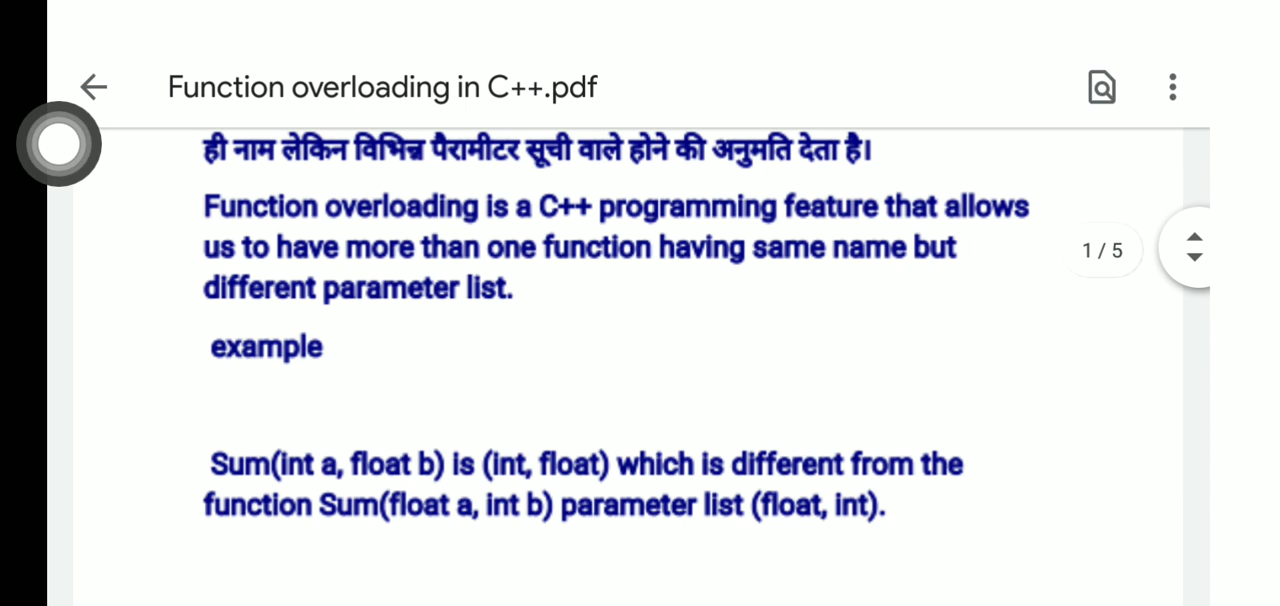 Function overloading in C++.pdf
ही नाम लेकिन विभिन्न पैरामीटर सूची वाले होने की अनुमति देता है।
Function overloading is a C++ programming feature that allows
us to have more than one function having same name but
different parameter list.
1 / 5
example
Sum(int a, float b) is (int, float) which is different from the
function Sum(float a, int b) parameter list (float, int).